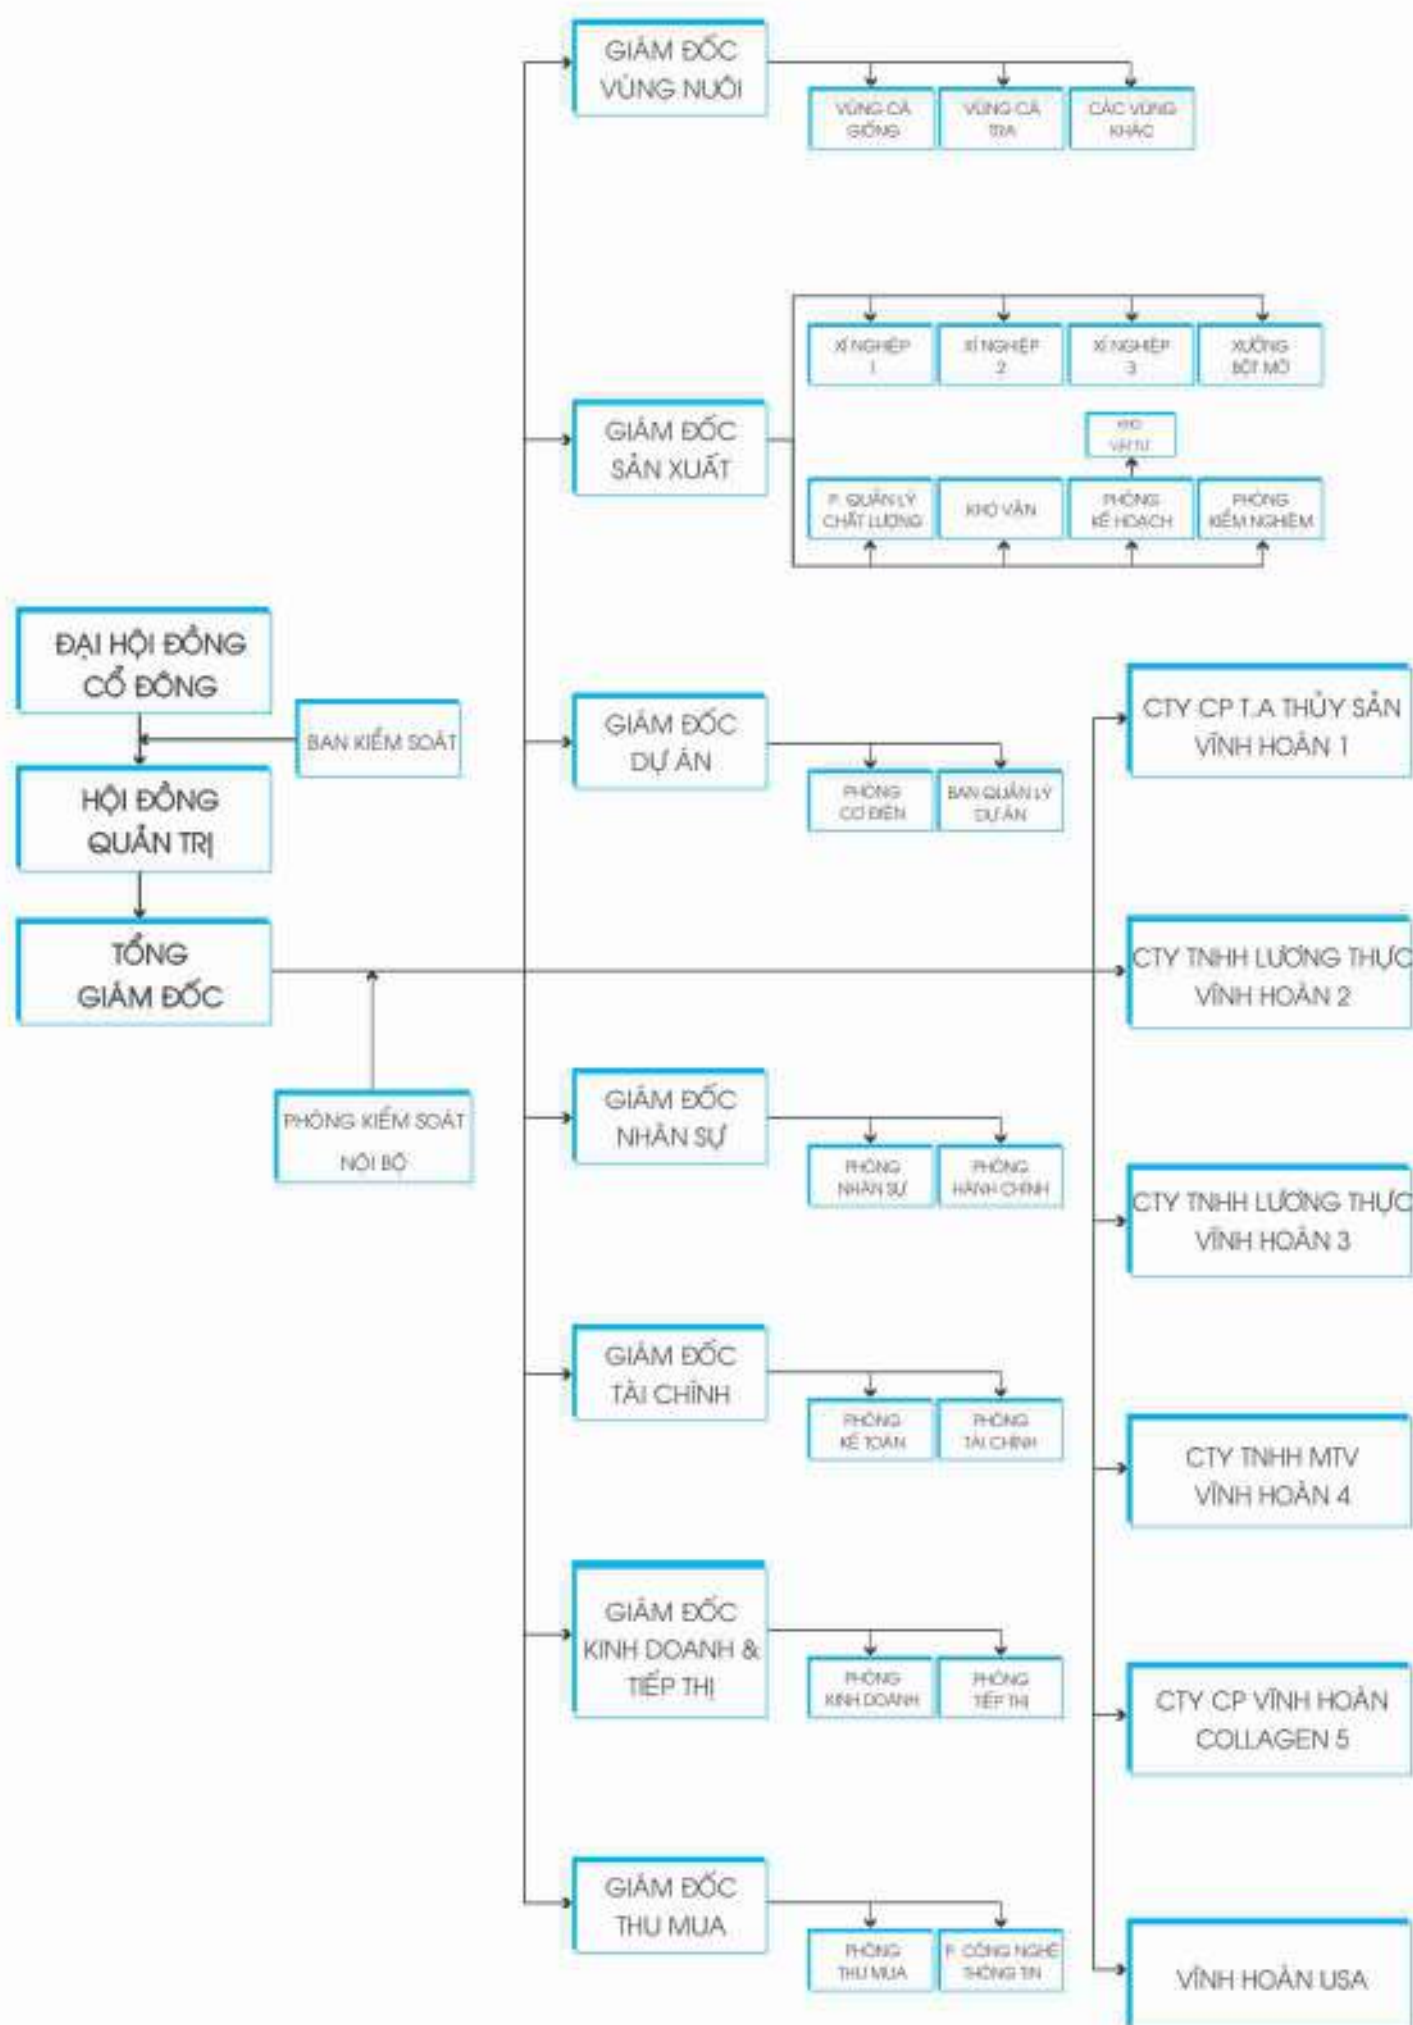 GIÁM ĐỐC
VÙNG NUÔI
VÙNG CÁ
GIỐNG
VÙNG CÁ
TRA
CÁC VÙNG
KHÁC
XÍ NGHIỆP
1
XÍ NGHIỆP
2
XÍ NGHIỆP
3
XƯỞNG
BỘT MỠ
GIÁM ĐỐC
SẢN XUẤT
KHO
VẬT TƯ
P. QUẢN LÝ
CHẤT LƯỢNG
KHO VẬN
PHÒNG
KẾ HOẠCH
PHÒNG
KIỂM NGHIỆM
ĐẠI HỘI ĐỒNG
CỔ ĐÔNG
BAN KIỂM SOÁT
HỘI ĐỒNG
QUẢN TRỊ
TỔNG
GIÁM ĐỐC
PHÒNG KIỂM SOÁT
NỘI BỘ
GIÁM ĐỐC
DỰ ÁN
PHÒNG
CƠ ĐIỆN
BAN QUẢN LÝ
DỰ ÁN
GIÁM ĐỐC
NHÂN SỰ
PHÒNG
NHÂN SỰ
PHÒNG
HÀNH CHÍNH
GIÁM ĐỐC
TÀI CHÍNH
PHÒNG
KẾ TOÁN
PHÒNG
TÀI CHÍNH
GIÁM ĐỐC
KINH DOANH &
TIẾP THỊ
PHÒNG
KINH DOANH
PHÒNG
TIẾP THỊ
GIÁM ĐỐC
THU MUA
PHÒNG
THU MUA
P. CÔNG NGHỆ
THÔNG TIN
CTY CP T.A THỦY SẢN
VĨNH HOÀN 1
CTY TNHH LƯƠNG THỰC
VĨNH HOÀN 2
CTY TNHH LƯƠNG THỰC
VĨNH HOÀN 3
CTY TNHH MTV
VĨNH HOÀN 4
CTY CP VĨNH HOÀN
COLLAGEN 5
VĨNH HOÀN USA